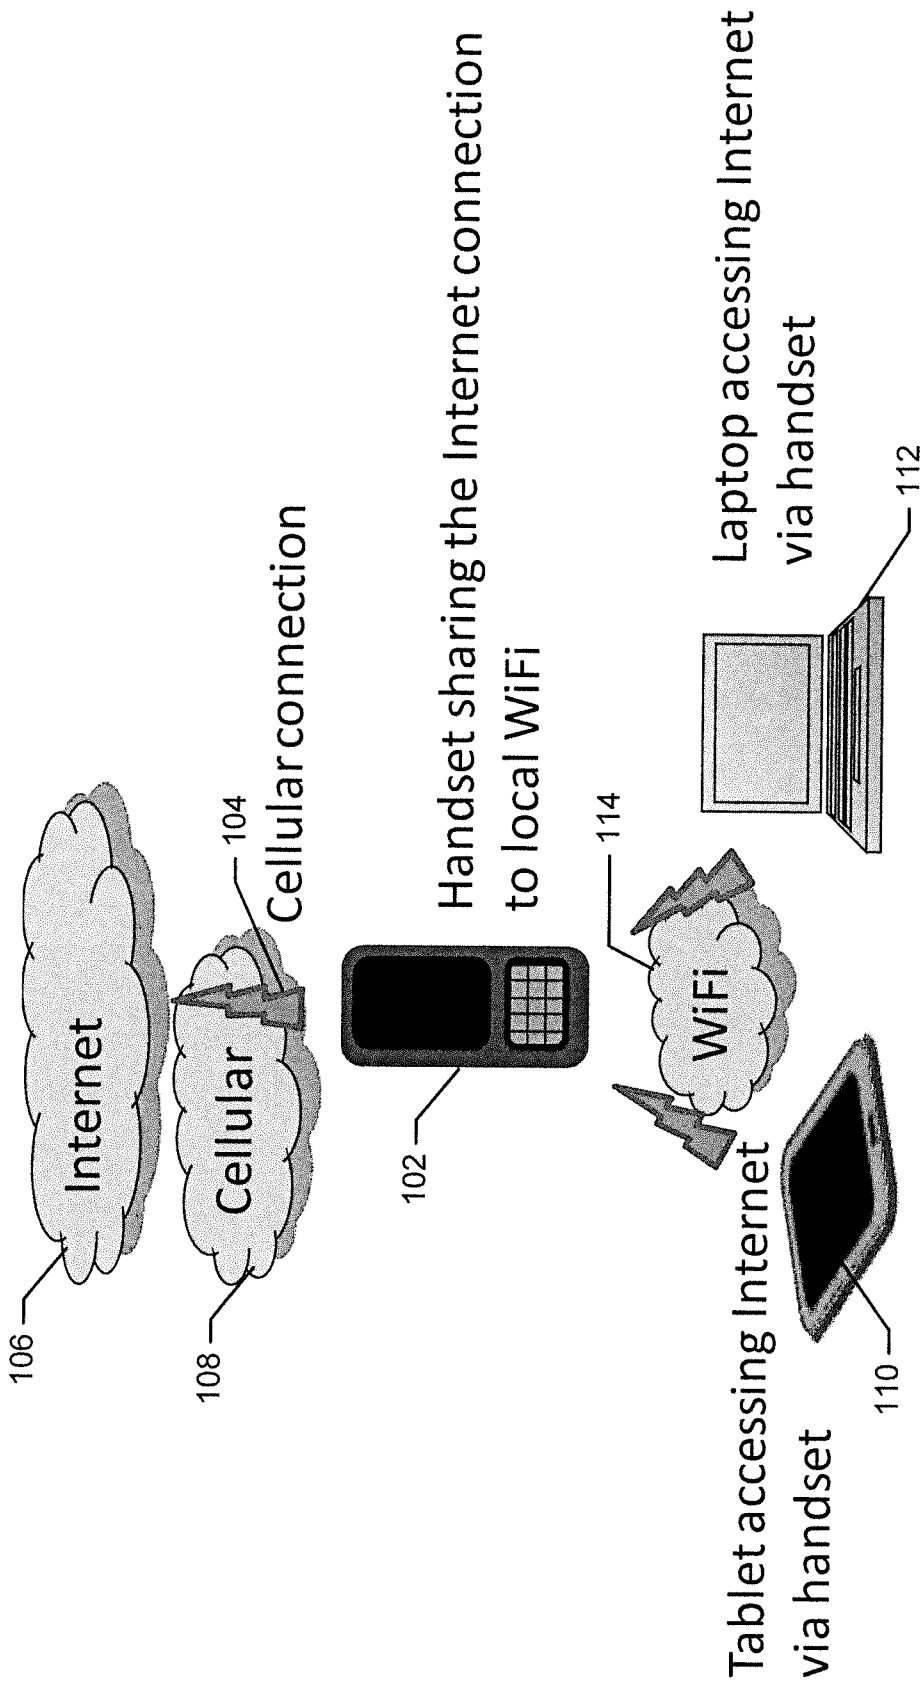 106
Internet
108
Cellular
104
Cellular connection
102
Handset sharing the Internet connection
to local WiFi
114
WiFi
Tablet accessing Internet
via handset
110
Laptop accessing Internet
via handset
112